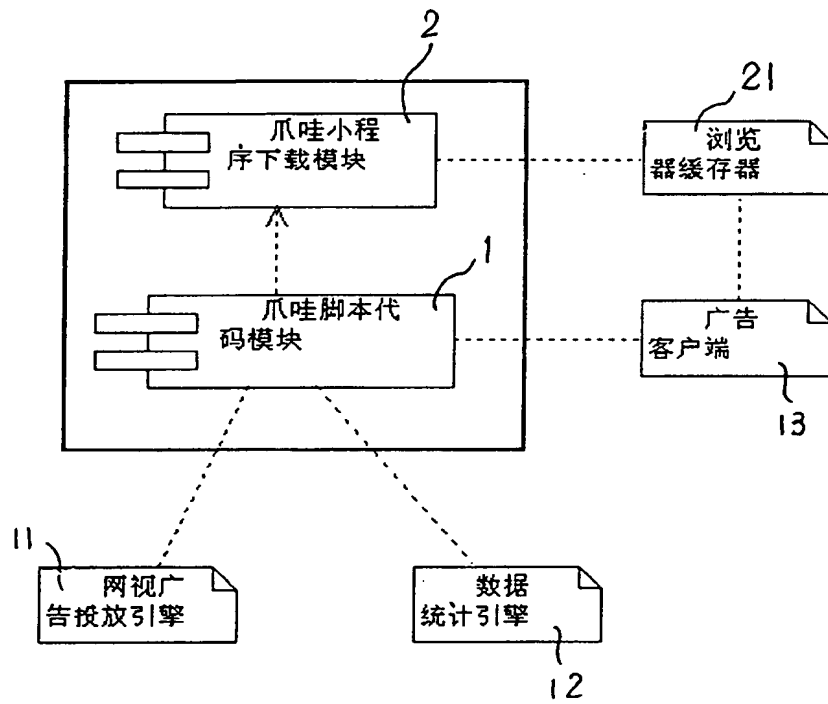 2
爪哇小程
序下载模块
21
浏览
器缓存器
1
爪哇脚本代
码模块
广告
客户端
13
11
网视广
告投放引擎
数据
统计引擎
12